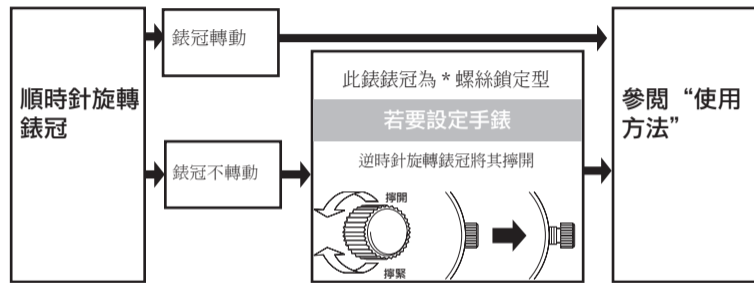 順時針旋轉
錶冠
錶冠轉動
錶冠不轉動
此錶錶冠為 * 螺絲鎖定型
若要設定手錶
逆時針旋轉錶冠將其擰開
擰開
擰緊
參閱“使用
方法”